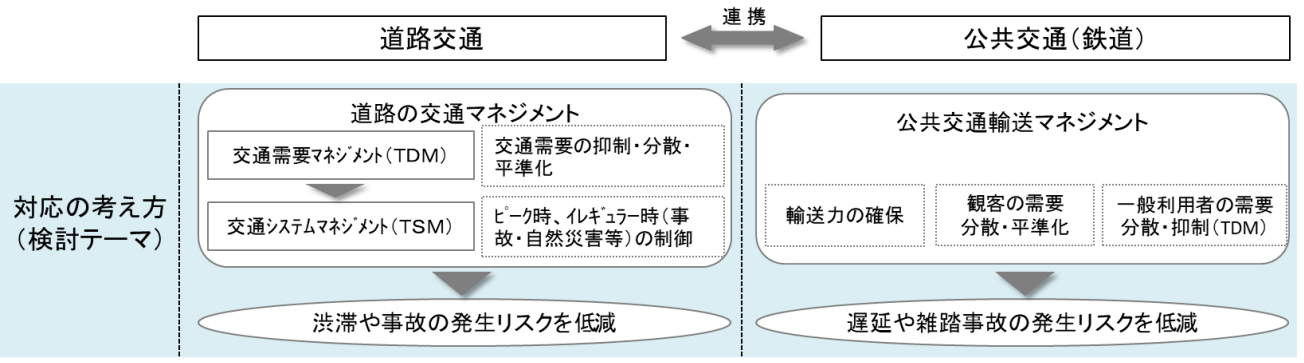 連 携
道路交通
公共交通（鉄道）
対応の考え方
（検討テーマ）
道路の交通マネジメント
交通需要マネジメント（TDM）
交通需要の抑制・分散・
平準化
交通システムマネジメント（TSM）
ピーク時、イレギュラー時（事
故・自然災害等）の制御
渋滞や事故の発生リスクを低減
公共交通輸送マネジメント
輸送力の確保
観客の需要
分散・平準化
一般利用者の需要
分散・抑制（TDM）
遅延や雑踏事故の発生リスクを低減